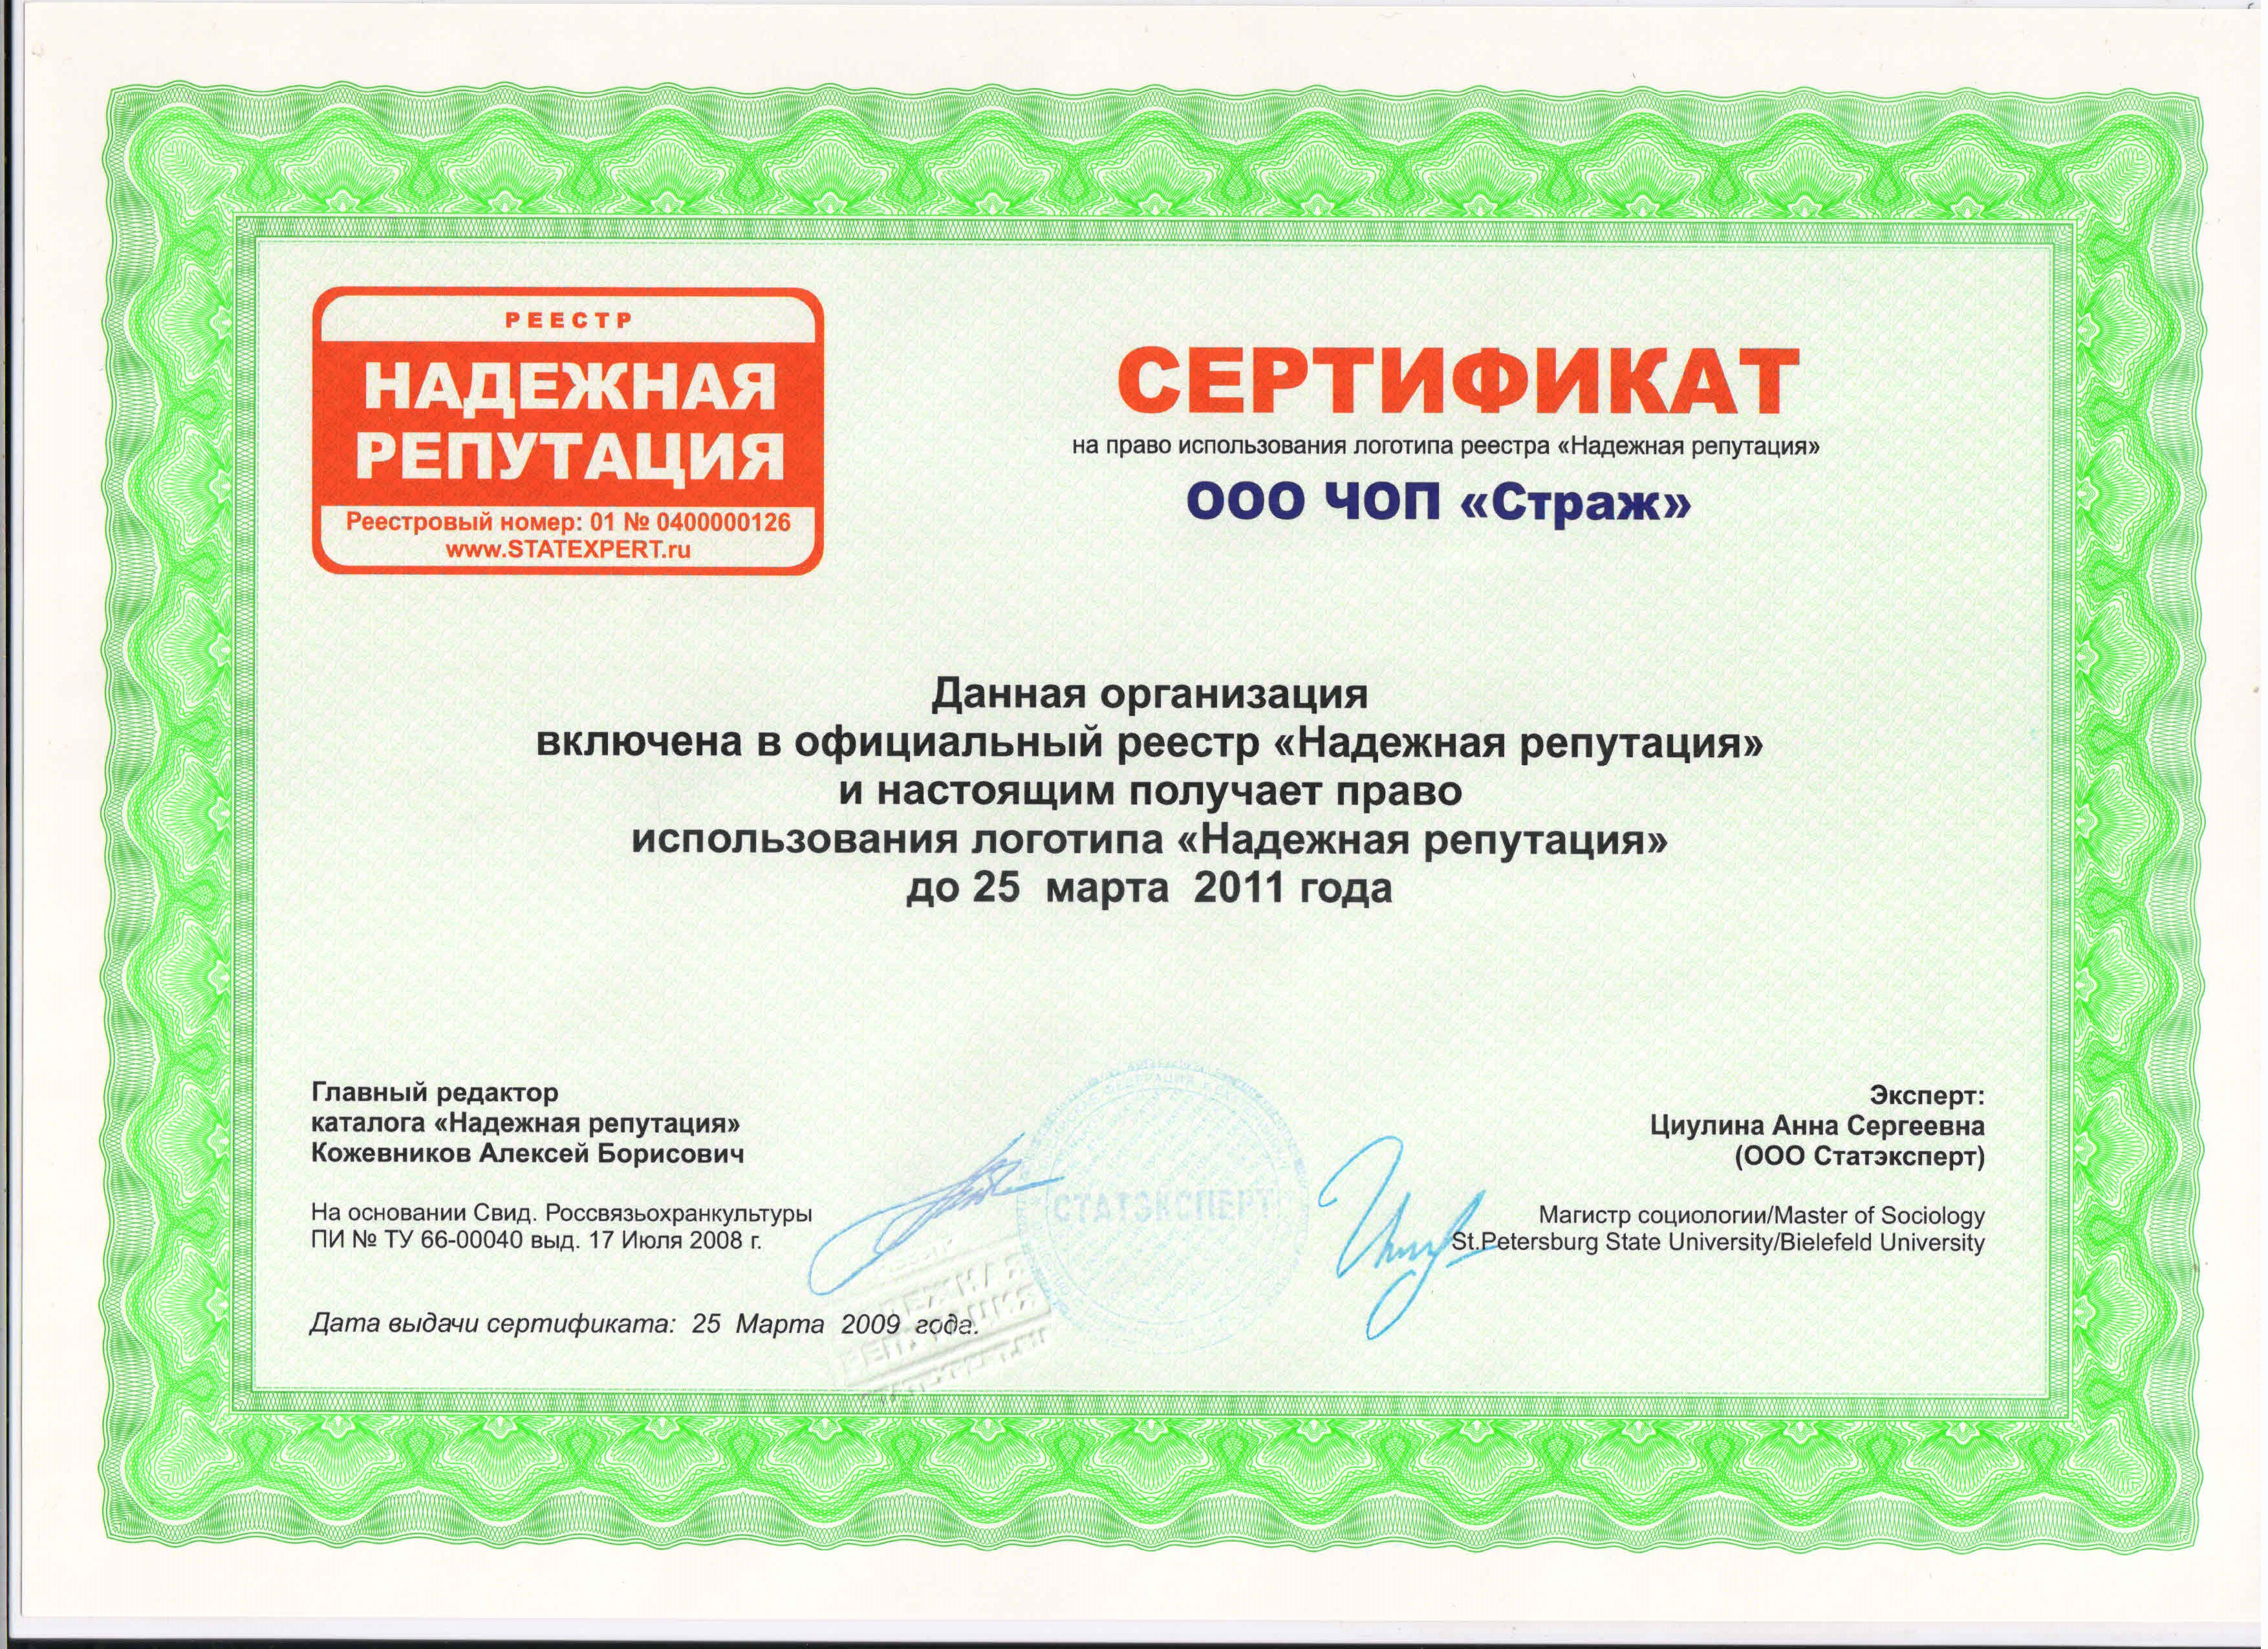 РЕЕСТР
НАДЕЖНАЯ
РЕПУТАЦИЯ
Реестровый номер: 01 № 0400000126
www.STATEXPERT.ru
СЕРТИФИКАТ
на право использования логотипа реестра «Надежная репутация»
ООО ЧОП «Страж»
Данная организация
включена в официальный реестр «Надежная репутация»
и настоящим получает право
использования логотипа «Надежная репутация»
до 25 марта 2011 года
Главный редактор
каталога «Надежная репутация»
Кожевников Алексей Борисович
На основании Свид. Россвязьохранкультуры
ПИ № ТУ 66-00040 выд. 17 Июля 2008 г.
Дата выдачи сертификата: 25 Марта 2009 года.
СТАТЭКСПЕРТ
Эксперт:
Циулина Анна Сергеевна
(ООО Статэксперт)
Магистр социологии/Master of Sociology
St.Petersburg State University/Bielefeld University